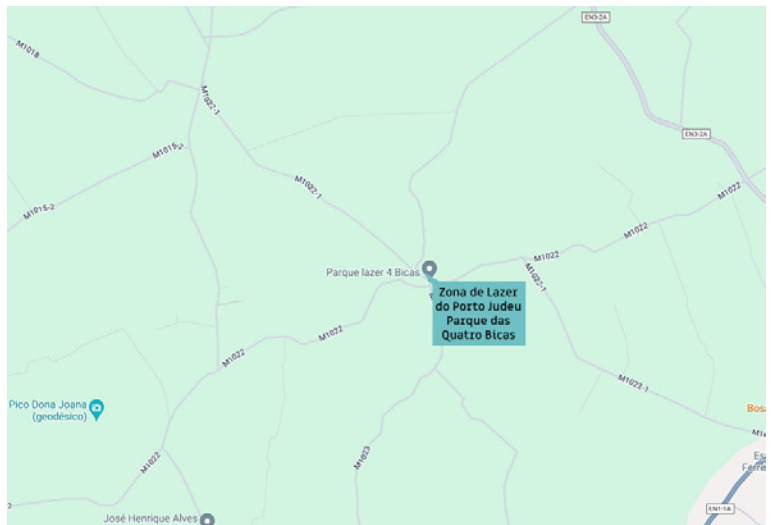 EN3-2A
M1018
M1022-1
EN3-2A
M1015-2
M1022-1
M1022
M1015-2
M1022
M1022
Parque lazer 4 Bicas
M1022-1
Zona de Lazer
do Porto Judeu
Parque das
Quatro Bicas
M1022
M1022-1
Pico Dona Joana
(geodésico)
Bosa
M1022
M1023
Es
Ferre
EN1-1A
José Henrique Alves